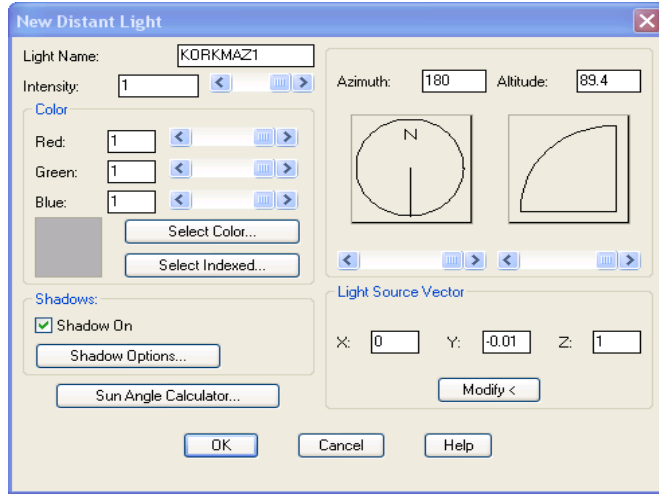 New Distant Light
Light Name: KORKMAZ1
Intensity: 1
Color
Red: 1
Green: 1
Blue: 1
Select Color...
Select Indexed...
Shadows:
Shadow On
Shadow Options...
Sun Angle Calculator...
Azimuth: 180 Altitude: 89.4
N
Light Source Vector
X: 0 Y: -0.01 Z: 1
Modify <
OK Cancel Help